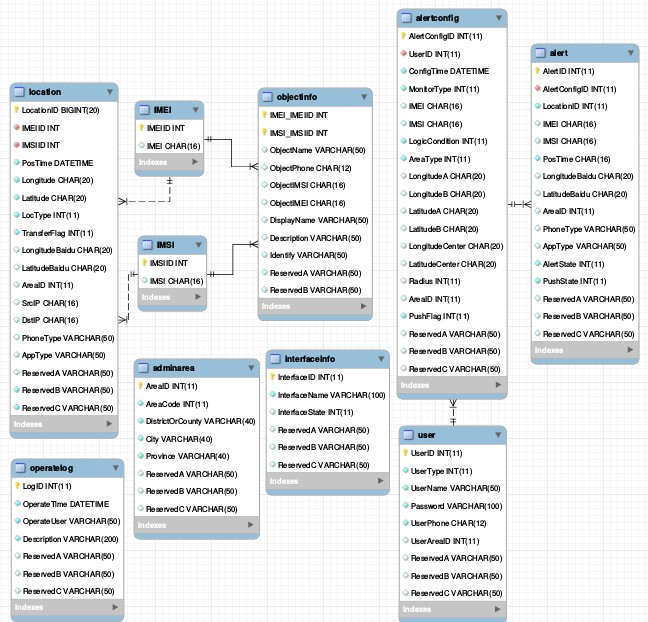 location
LocationID BIGINT(20)
IMEIID INT
IMSIID INT
PosTime DATETIME
Longitude CHAR(20)
Latitude CHAR(20)
LocType INT(11)
TransferFlag INT(11)
LongitudeBaidu CHAR(20)
LatitudeBaidu CHAR(20)
AreaID INT(11)
SrcIP CHAR(16)
DstIP CHAR(16)
PhoneType VARCHAR(50)
AppType VARCHAR(50)
ReservedA VARCHAR(50)
ReservedB VARCHAR(50)
ReservedC VARCHAR(50)
Indexes
IMEI
IMEIID INT
IMEI CHAR(16)
Indexes
IMSI
IMSIID INT
IMSI CHAR(16)
Indexes
objectinfo
IMEI_IMEIID INT
IMSI_IMSIID INT
ObjectName VARCHAR(50)
ObjectPhone CHAR(12)
ObjectIMSI CHAR(16)
ObjectIMEI CHAR(16)
DisplayName VARCHAR(50)
Description VARCHAR(50)
Identify VARCHAR(50)
ReservedA VARCHAR(50)
ReservedB VARCHAR(50)
Indexes
alertconfig
AlertConfigID INT(11)
UserID INT(11)
ConfigTime DATETIME
MonitorType INT(11)
IMEI CHAR(16)
IMSI CHAR(16)
LogicCondition INT(11)
AreaType INT(11)
LongitudeA CHAR(20)
LongitudeB CHAR(20)
LatitudeA CHAR(20)
LatitudeB CHAR(20)
LongitudeCenter CHAR(20)
LatitudeCenter CHAR(20)
Radius INT(11)
AreaID INT(11)
PushFlag INT(11)
ReservedA VARCHAR(50)
ReservedB VARCHAR(50)
ReservedC VARCHAR(50)
Indexes
alert
AlertID INT(11)
AlertConfigID INT(11)
LocationID INT(11)
IMEI CHAR(16)
IMSI CHAR(16)
PosTime CHAR(16)
LongitudeBaidu CHAR(20)
LatitudeBaidu CHAR(20)
AreaID INT(11)
PhoneType VARCHAR(50)
AppType VARCHAR(50)
AlertState INT(11)
PushState INT(11)
ReservedA VARCHAR(50)
ReservedB VARCHAR(50)
ReservedC VARCHAR(50)
Indexes
adminarea
AreaID INT(11)
AreaCode INT(11)
DistrictOrCounty VARCHAR(40)
City VARCHAR(40)
Province VARCHAR(40)
ReservedA VARCHAR(50)
ReservedB VARCHAR(50)
ReservedC VARCHAR(50)
Indexes
interfaceinfo
InterfaceID INT(11)
InterfaceName VARCHAR(100)
InterfaceState INT(11)
ReservedA VARCHAR(50)
ReservedB VARCHAR(50)
ReservedC VARCHAR(50)
Indexes
operatelog
LogID INT(11)
OperateTime DATETIME
OperateUser VARCHAR(50)
Description VARCHAR(200)
ReservedA VARCHAR(50)
ReservedB VARCHAR(50)
ReservedC VARCHAR(50)
Indexes
user
UserID INT(11)
UserType INT(11)
UserName VARCHAR(50)
Password VARCHAR(100)
UserPhone CHAR(12)
UserAreaID INT(11)
ReservedA VARCHAR(50)
ReservedB VARCHAR(50)
ReservedC VARCHAR(50)
Indexes